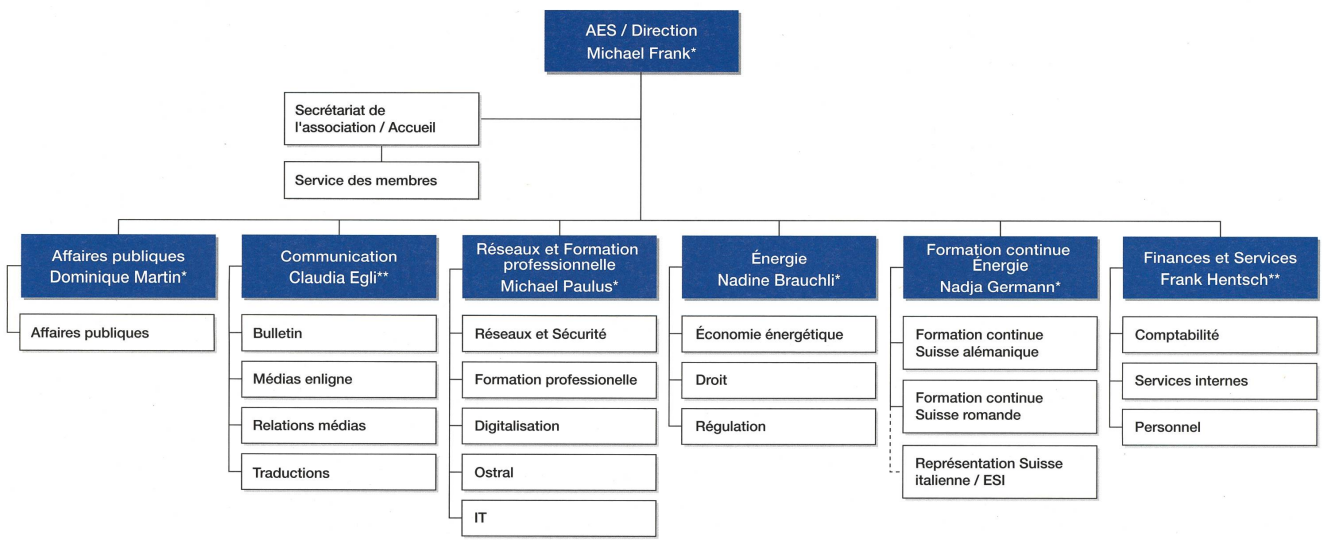 AES / Direction
Michael Frank*
Secrétariat de
l'association / Accueil
Service des membres
Affaires publiques
Dominique Martin*
Affaires publiques
Communication
Claudia Egli**
Bulletin
Médias enligne
Relations médias
Traductions
Réseaux et Formation
professionnelle
Michael Paulus*
Réseaux et Sécurité
Formation professionelle
Digitalisation
Ostral
IT
Énergie
Nadine Brauchli*
Économie énergétique
Droit
Régulation
Formation continue
Énergie
Nadja Germann*
Formation continue
Suisse alémanique
Formation continue
Suisse romande
Représentation Suisse
italienne / ESI
Finances et Services
Frank Hentsch**
Comptabilité
Services internes
Personnel